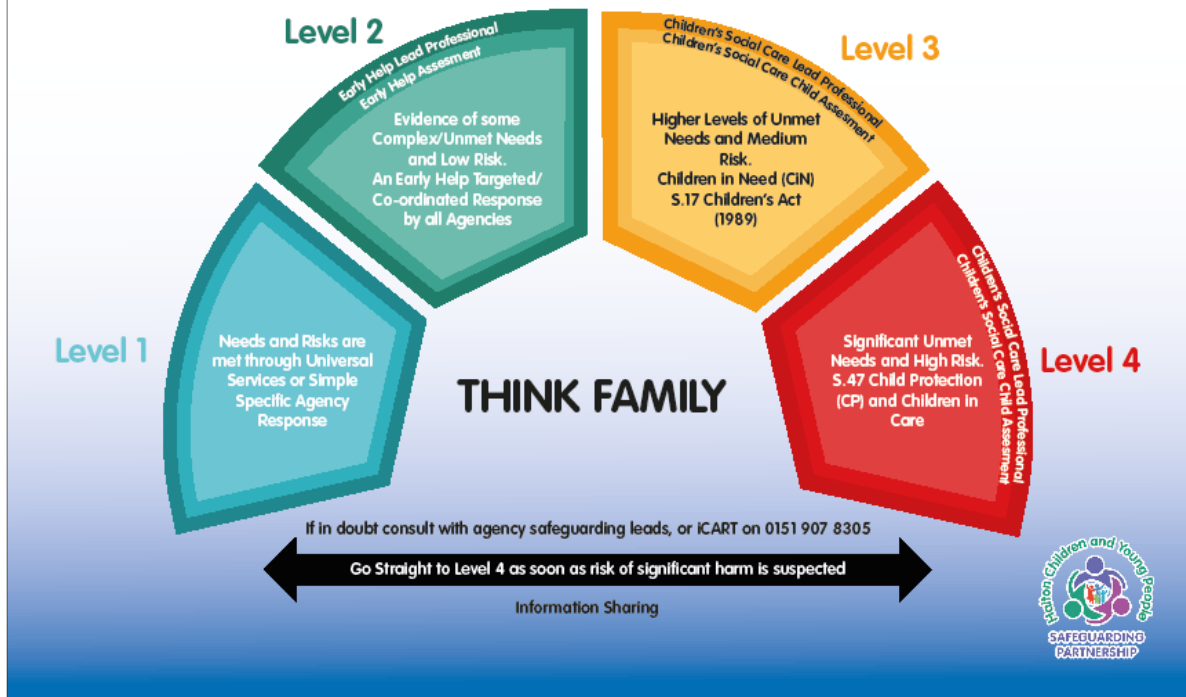 Level 2
Early Help Lead Professional
Early Help Assesment
Evidence of some
Complex/Unmet Needs
and Low Risk.
An Early Help Targeted/
Co-ordinated Response
by all Agencies
Level 3
Children's Social Care Lead Professional
Children's Social Care Child Assesment
Higher Levels of Unmet
Needs and Medium
Risk.
Children in Need (CiN)
S.17 Children's Act
(1989)
Level 1
Needs and Risks are
met through Universal
Services or Simple
Specific Agency
Response
THINK FAMILY
Level 4
Children's Social Care Lead Professional
Children's Social Care Child Assesment
Significant Unmet
Needs and High Risk.
S.47 Child Protection
(CP) and Children in
Care
If in doubt consult with agency safeguarding leads, or iCART on 0151 907 8305
Go Straight to Level 4 as soon as risk of significant harm is suspected
Information Sharing
Halton Children and Young People
SAFEGUARDING
PARTNERSHIP